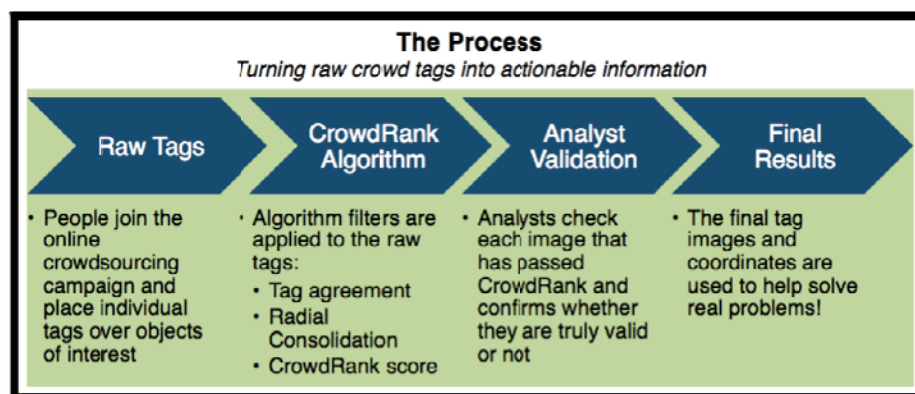 The Process
Turning raw crowd tags into actionable information
Raw Tags
• People join the
online
crowdsourcing
campaign and
place individual
tags over objects
of interest
CrowdRank
Algorithm
• Algorithm filters are
applied to the raw
tags:
• Tag agreement
• Radial
Consolidation
• CrowdRank score
Analyst
Validation
• Analysts check
each image that
has passed
CrowdRank and
confirms whether
they are truly valid
or not
Final
Results
• The final tag
images and
coordinates are
used to help solve
real problems!